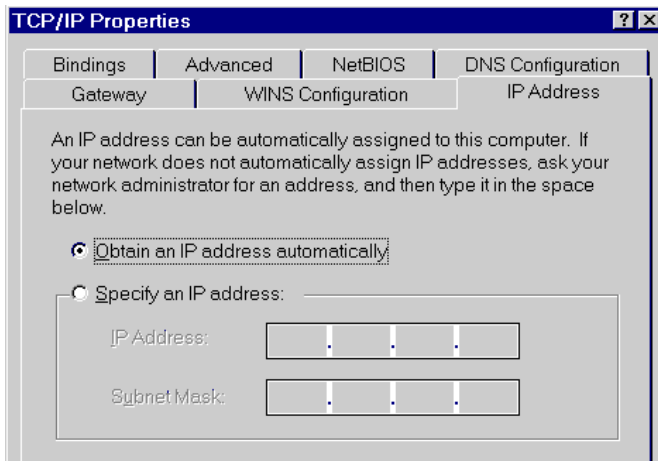 TCP/IP Properties
Bindings
Advanced
NetBIOS
DNS Configuration
Gateway
WINS Configuration
IP Address
An IP address can be automatically assigned to this computer. If
your network does not automatically assign IP addresses, ask your
network administrator for an address, and then type it in the space
below.
Obtain an IP address automatically
Specify an IP address:
IP Address:
Subnet Mask: